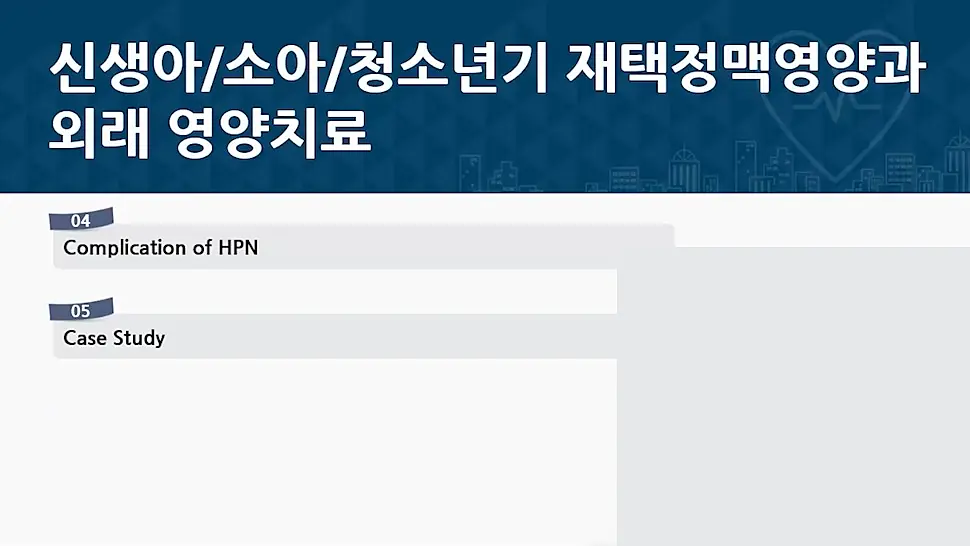 신생아/소아/청소년기 재택정맥영양과
외래 영양치료
04
Complication of HPN
05
Case Study